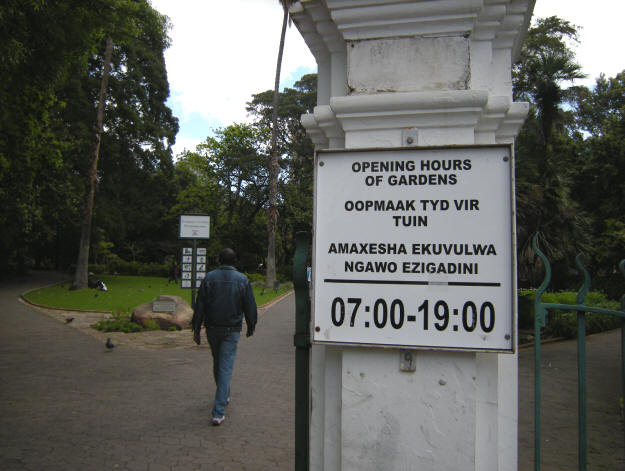 OPENING HOURS
OF GARDENS
OOPMAAK TYD VIR
TUIN
AMAXESHA EKUVULWA
NGAWO EZIGADINI
07:00-19:00